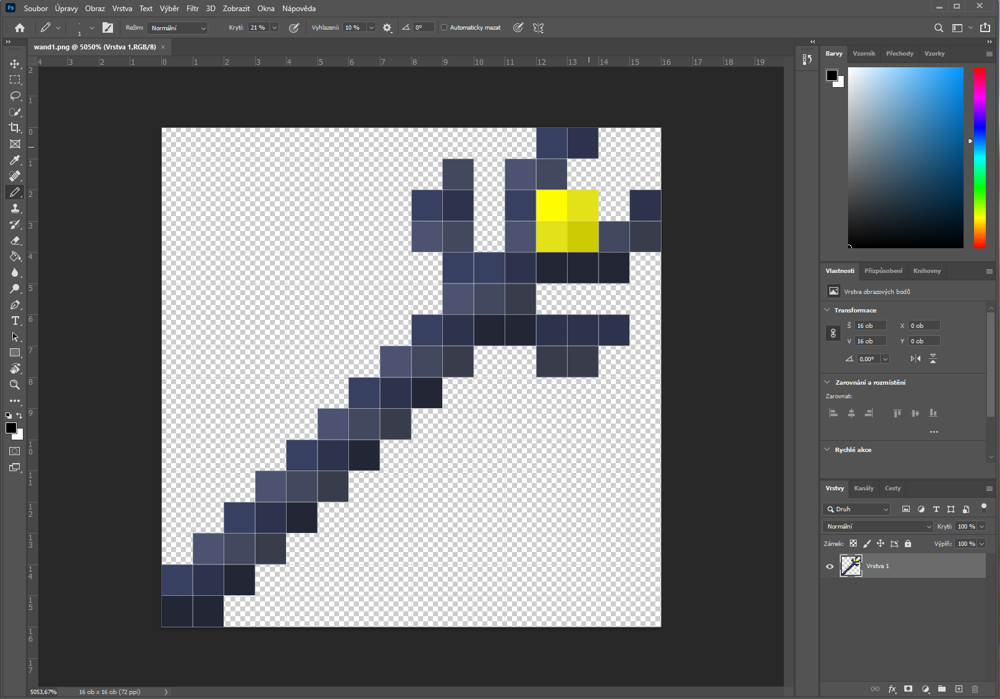 Ps Soubor Úpravy Obraz Vrstva Text Výběr Filtr 3D Zobrazit Okna Nápověda
1 Režim: Normální Krytí: 21 % Vyhlazení: 10 % 0° Automaticky mazat
wand1.png @ 5050% (Vrstva 1,RGB/8) ×
4 3 2 1 0 1 2 3 4 5 6 7 8 9 10 11 12 13 14 15 16 17 18 19
2
1
0
1
2
3
4
5
6
7
8
9
10
11
12
13
14
15
16
17
5053,67% 16 ob x 16 ob (72 ppi)
Barvy Vzorník Přechody Vzorky
Vlastnosti Přizpůsobení Knihovny
Vrstva obrazových bodů
Transformace
Š 16 ob X 0 ob
V 16 ob Y 0 ob
0,00°
Zarovnání a rozmístění
Zarovnat:
Rychlé akce
Vrstvy Kanály Cesty
Druh
Normální Krytí: 100 %
Zámek: Výplň: 100 %
Vrstva 1
fx